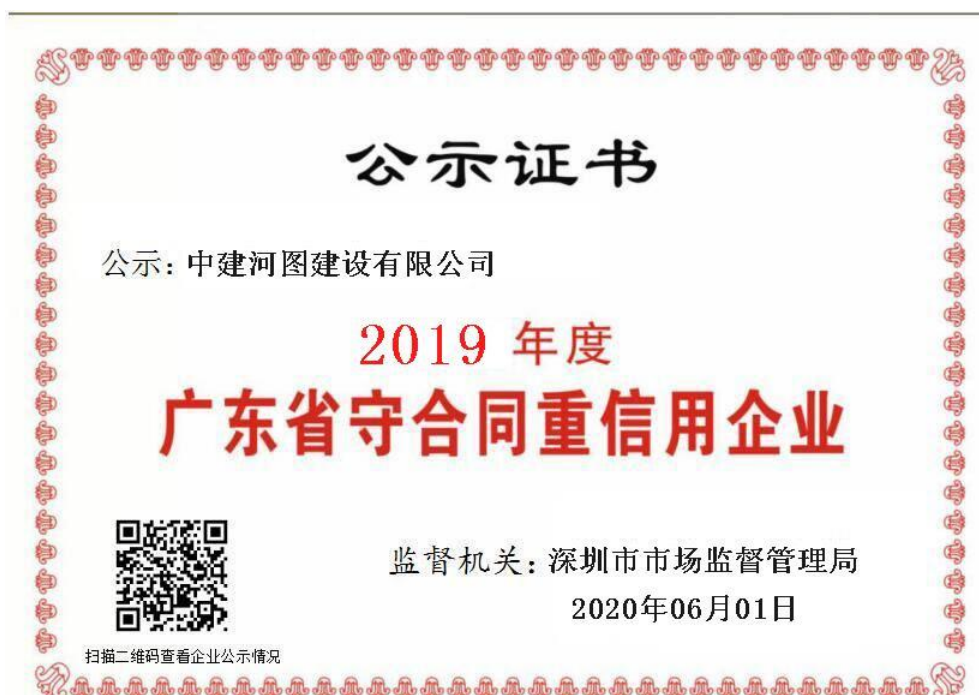 公示证书
公示：中建河图建设有限公司
2019 年度
广东省守合同重信用企业
监督机关：深圳市市场监督管理局
2020年06月01日
扫描二维码查看企业公示情况